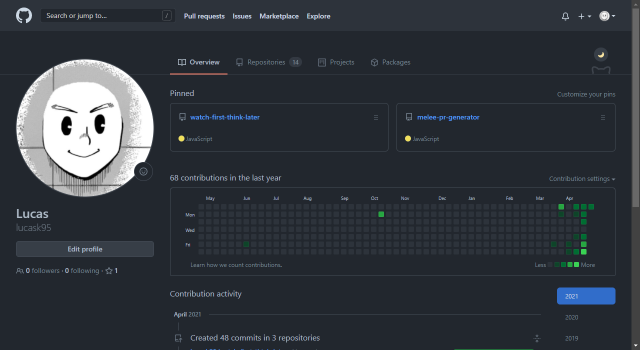 Search or jump to... /
Pull requests Issues Marketplace Explore
Overview Repositories 14 Projects Packages
Pinned Customize your pins
watch-first-think-later
JavaScript
melee-pr-generator
JavaScript
68 contributions in the last year Contribution settings
May Jun Jul Aug Sep Oct Nov Dec Jan Feb Mar Apr
Mon
Wed
Fri
Learn how we count contributions. Less More
Lucas
lucask95
Edit profile
0 followers · 0 following · 1
Contribution activity
2021
2020
2019
April 2021
Created 48 commits in 3 repositories